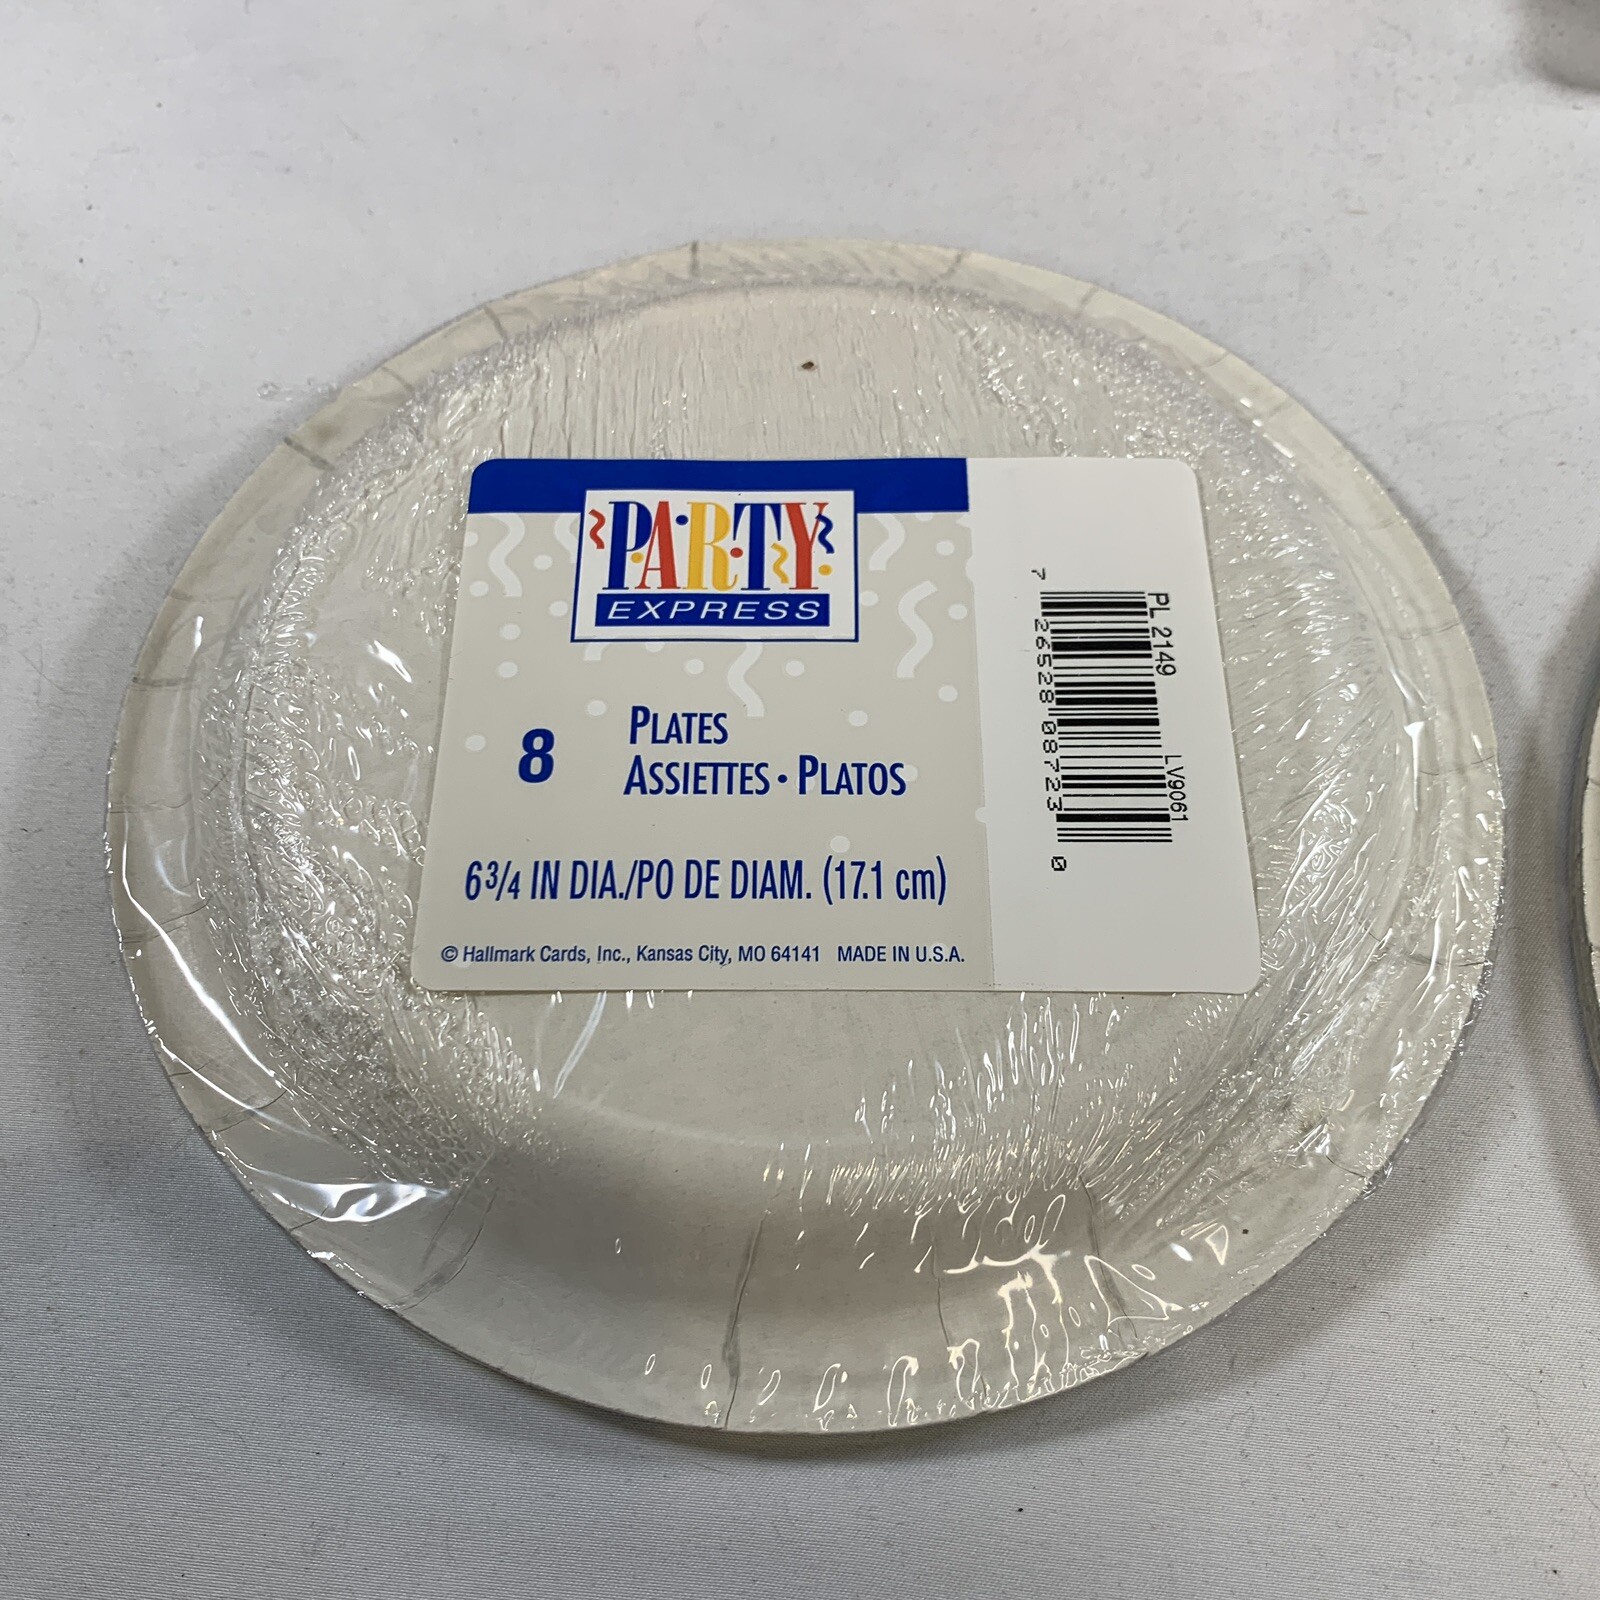 PARTY
EXPRESS
8
PLATES
ASSIETTES • PLATOS
6 3/4 IN DIA./PO DE DIAM. (17.1 cm)
© Hallmark Cards, Inc., Kansas City, MO 64141 MADE IN U.S.A.
PL 2149 LV9061
7 26528 08723 0